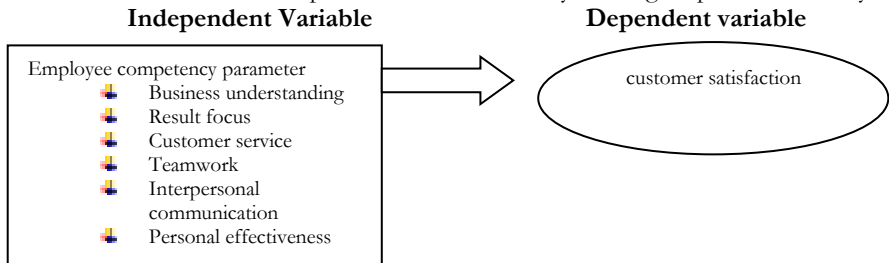 Independent Variable Dependent variable
Employee competency parameter
Business understanding
Result focus
Customer service
Teamwork
Interpersonal
communication
Personal effectiveness
customer satisfaction